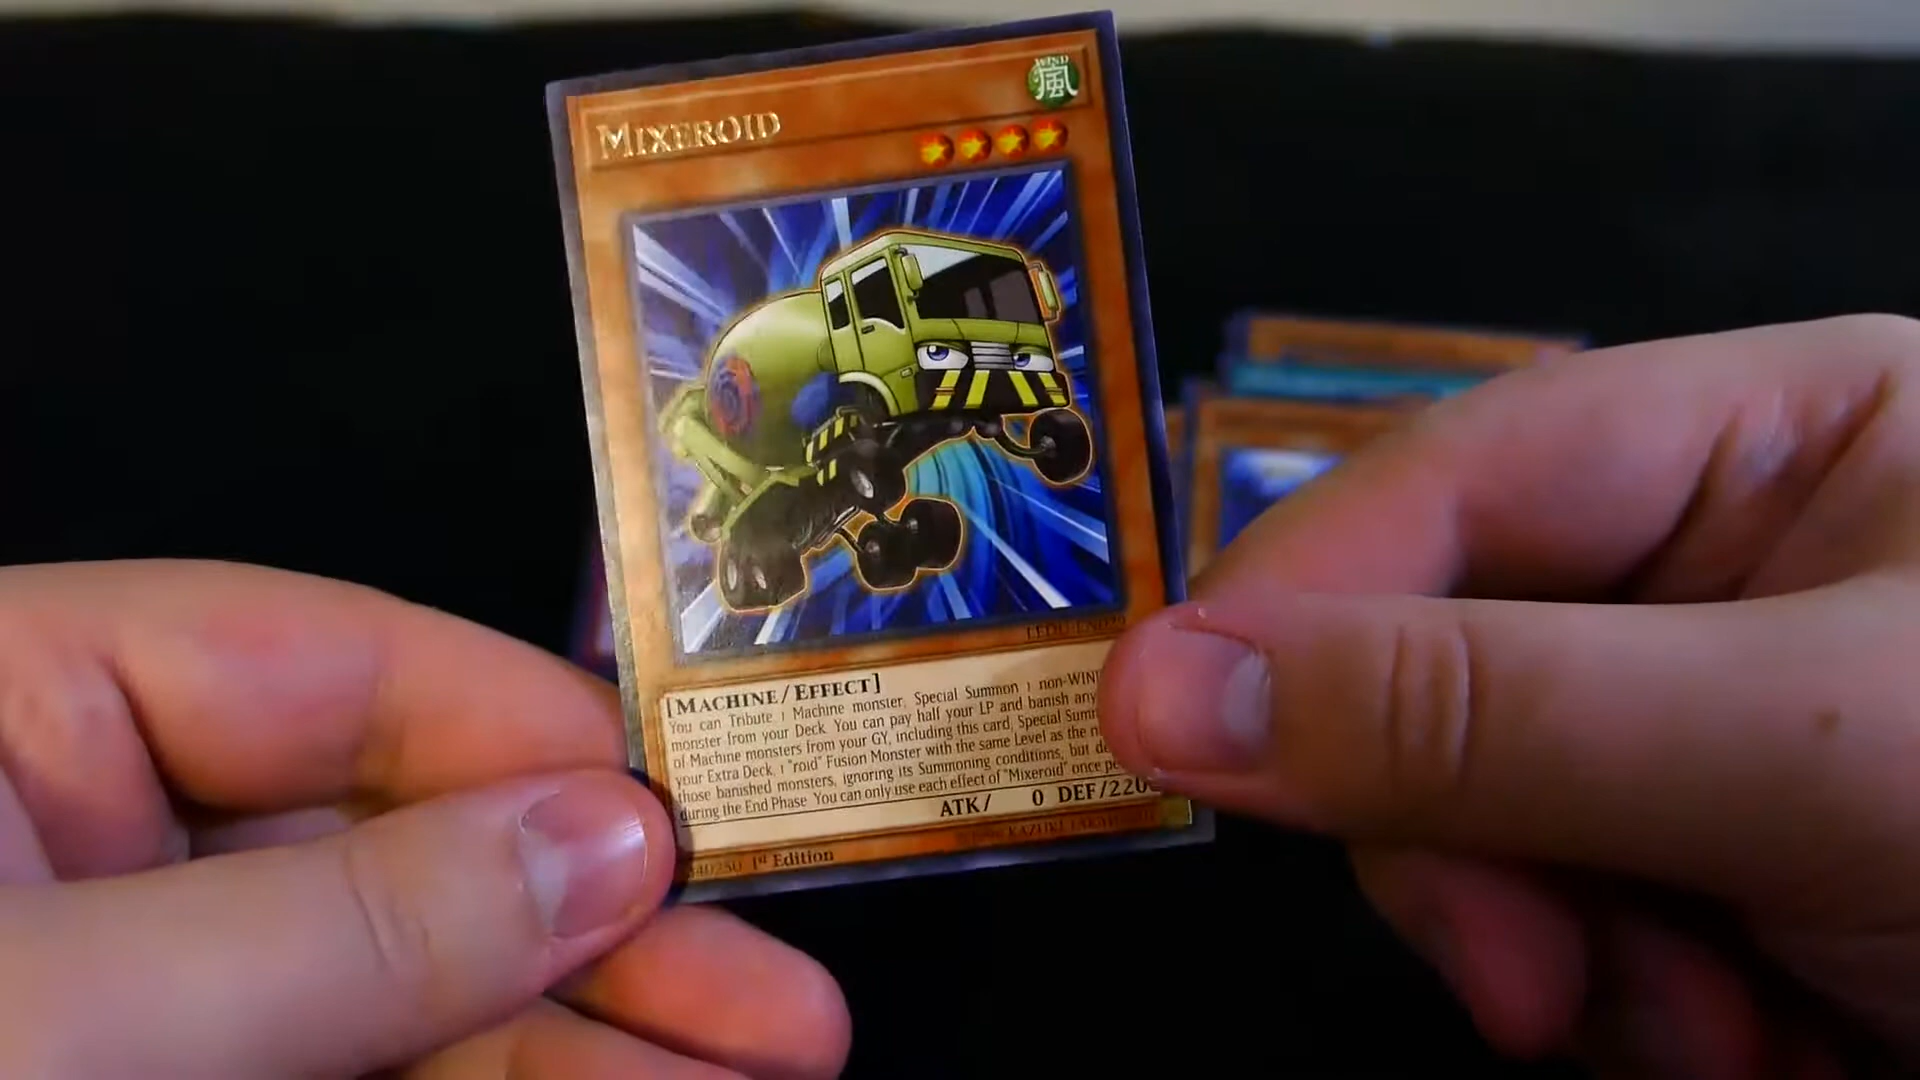 MIXEROID
WIND
風
[MACHINE/EFFECT]
You can Tribute 1 Machine monster, Special Summon 1 non-WIN
monster from your Deck. You can pay half your LP and banish any
of Machine monsters from your GY, including this card, Special Summ
your Extra Deck, 1 "roid" Fusion Monster with the same Level as the n
those banished monsters, ignoring its Summoning conditions, but de
during the End Phase. You can only use each effect of "Mixeroid" once pe
ATK/ 0 DEF/220
40250 1st Edition